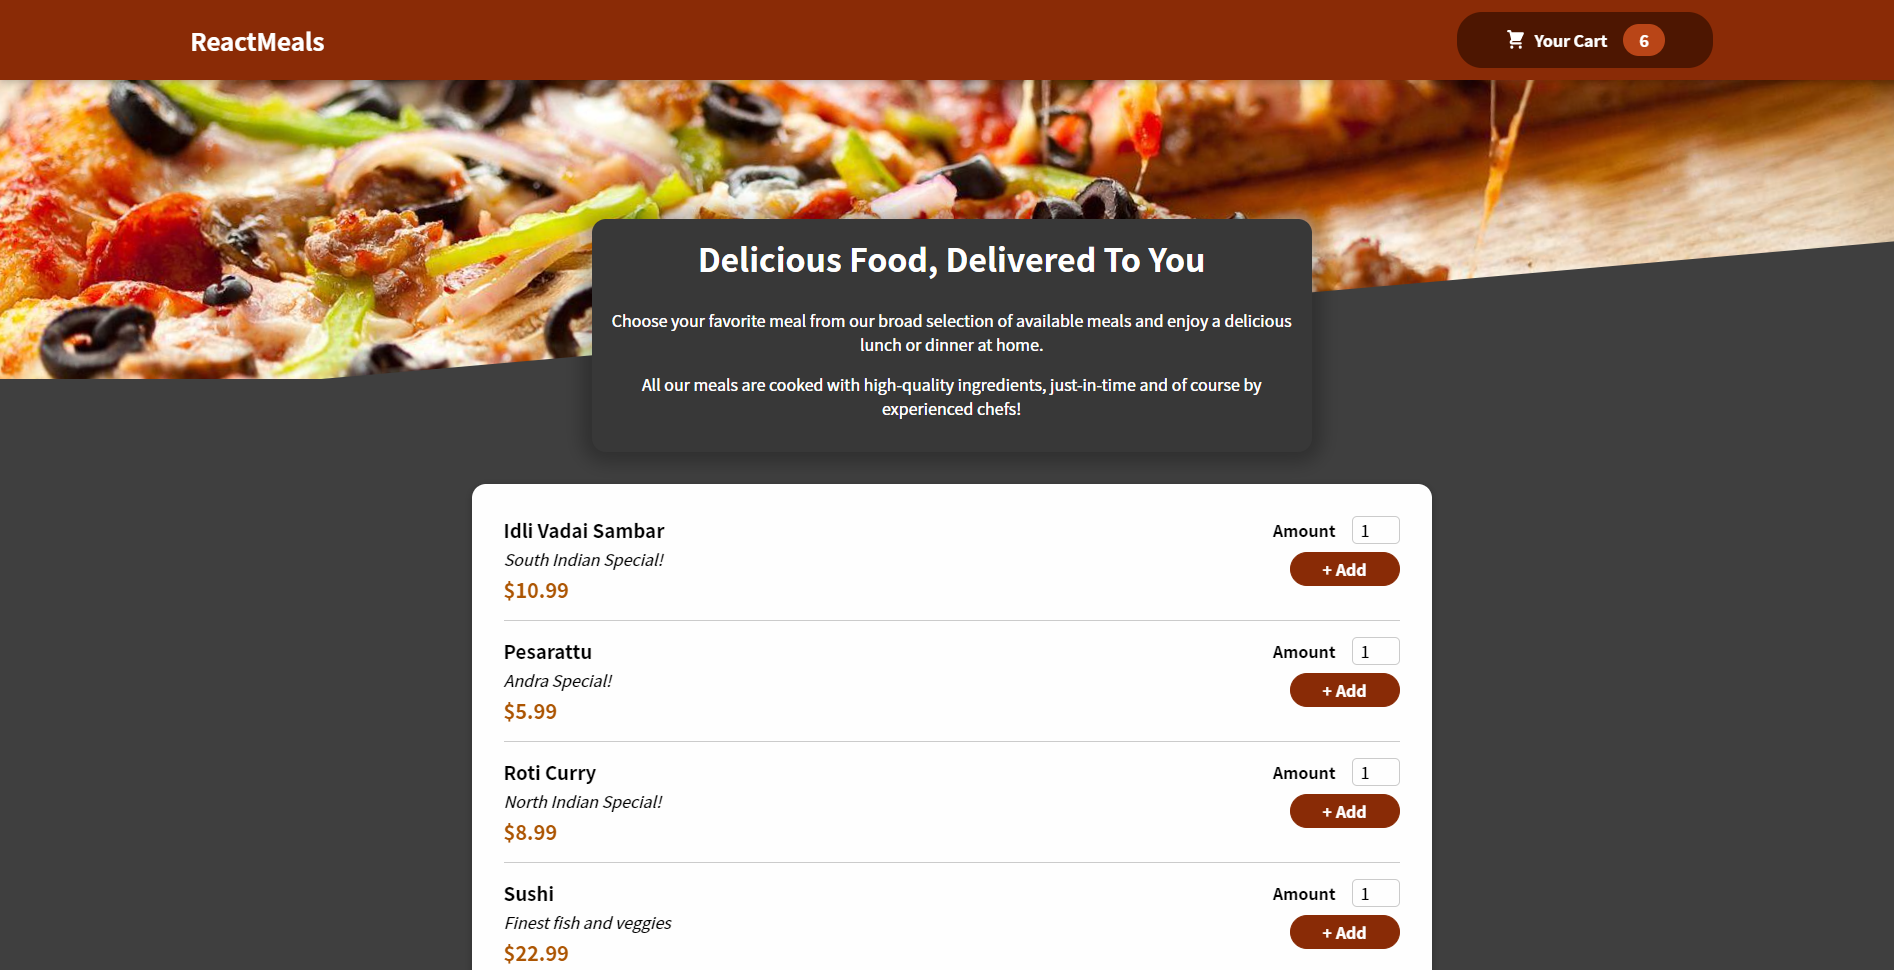 ReactMeals
Your Cart 6
Delicious Food, Delivered To You
Choose your favorite meal from our broad selection of available meals and enjoy a delicious
lunch or dinner at home.
All our meals are cooked with high-quality ingredients, just-in-time and of course by
experienced chefs!
Idli Vadai Sambar
South Indian Special!
$10.99
Amount 1
+ Add
Pesarattu
Andra Special!
$5.99
Amount 1
+ Add
Roti Curry
North Indian Special!
$8.99
Amount 1
+ Add
Sushi
Finest fish and veggies
$22.99
Amount 1
+ Add